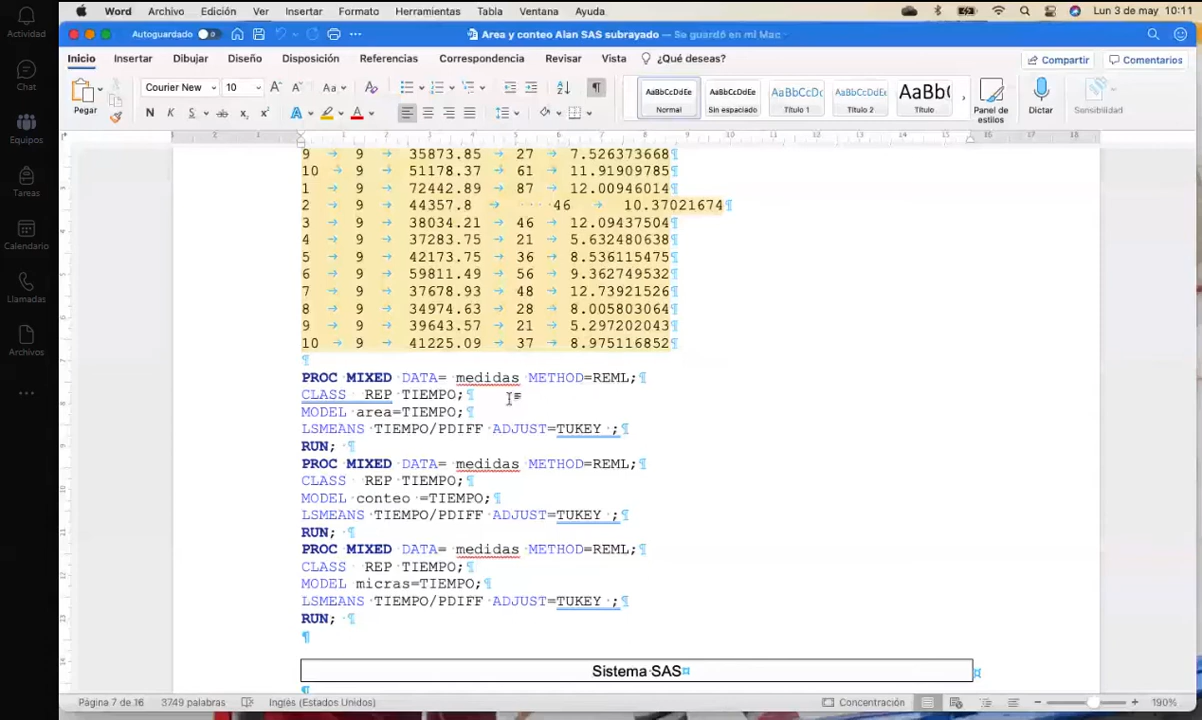 Word Archivo Edición Ver Insertar Formato Herramientas Tabla Ventana Ayuda Lun 3 de may 10:11
Actividad
Chat
Equipos
Tareas
Calendario
Llamadas
Archivos
Autoguardado Area y conteo Alan SAS subrayado — Se guardó en mi Mac
Inicio Insertar Dibujar Diseño Disposición Referencias Correspondencia Revisar Vista ¿Qué deseas? Compartir Comentarios
Pegar
Courier New 10
N K S ab x x
AaBbCcDdEe
Normal
AaBbCcDdEe
Sin espaciado
AaBbCcDc
Título 1
AaBbCcDdEe
Título 2
AaBb(
Título
Panel de estilos
Dictar
Sensibilidad
9 → 9 → 35873.85 → 27 → 7.526373668¶
10 → 9 → 51178.37 → 61 → 11.91909785¶
1 → 9 → 72442.89 → 87 → 12.00946014¶
2 → 9 → 44357.8 → ····· 46 → 10.37021674¶
3 → 9 → 38034.21 → 46 → 12.09437504¶
4 → 9 → 37283.75 → 21 → 5.632480638¶
5 → 9 → 42173.75 → 36 → 8.536115475¶
6 → 9 → 59811.49 → 56 → 9.362749532¶
7 → 9 → 37678.93 → 48 → 12.73921526¶
8 → 9 → 34974.63 → 28 → 8.005803064¶
9 → 9 → 39643.57 → 21 → 5.297202043¶
10 → 9 → 41225.09 → 37 → 8.975116852¶
¶
PROC·MIXED·DATA=·medidas·METHOD=REML;¶
CLASS··REP·TIEMPO;¶
MODEL·area=TIEMPO;¶
LSMEANS·TIEMPO/PDIFF·ADJUST=TUKEY·;¶
RUN;·¶
PROC·MIXED·DATA=·medidas·METHOD=REML;¶
CLASS··REP·TIEMPO;¶
MODEL·conteo·=TIEMPO;¶
LSMEANS·TIEMPO/PDIFF·ADJUST=TUKEY·;¶
RUN;·¶
PROC·MIXED·DATA=·medidas·METHOD=REML;¶
CLASS··REP·TIEMPO;¶
MODEL·micras=TIEMPO;¶
LSMEANS·TIEMPO/PDIFF·ADJUST=TUKEY·;¶
RUN;·¶
¶
Sistema·SAS¤
¶
Página 7 de 16 3749 palabras Inglés (Estados Unidos) Concentración 190%